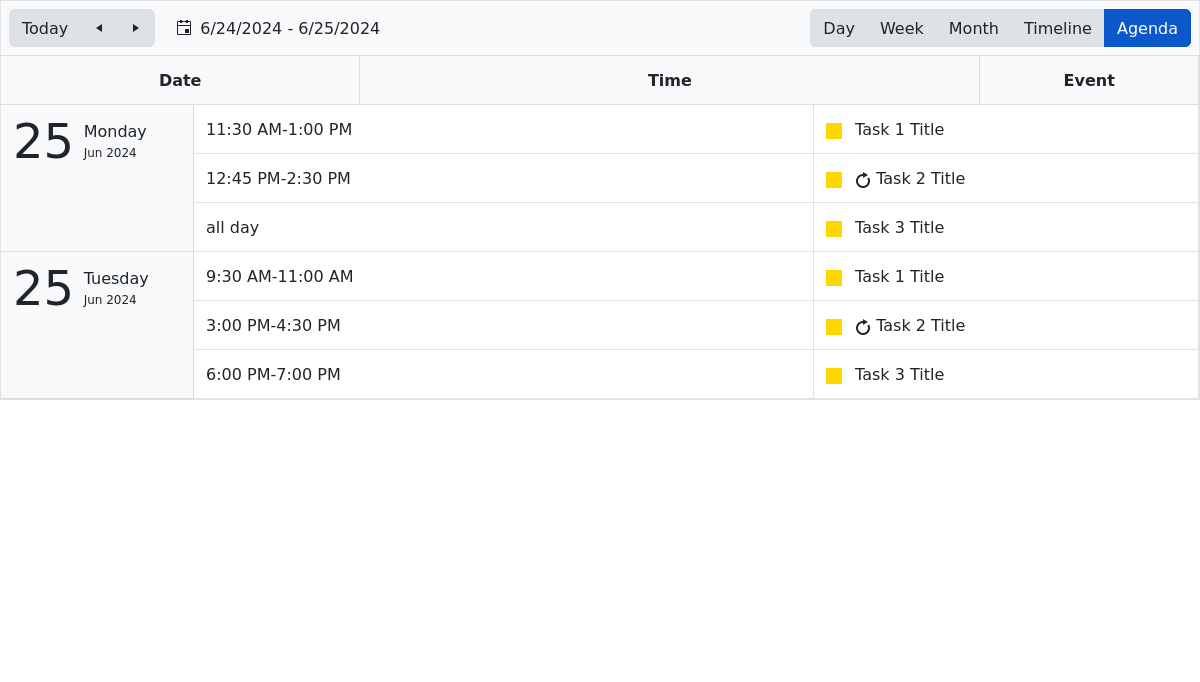 Today 6/24/2024 - 6/25/2024 Day Week Month Timeline Agenda
Date Time Event
25 Monday Jun 2024
11:30 AM-1:00 PM Task 1 Title
12:45 PM-2:30 PM Task 2 Title
all day Task 3 Title
25 Tuesday Jun 2024
9:30 AM-11:00 AM Task 1 Title
3:00 PM-4:30 PM Task 2 Title
6:00 PM-7:00 PM Task 3 Title